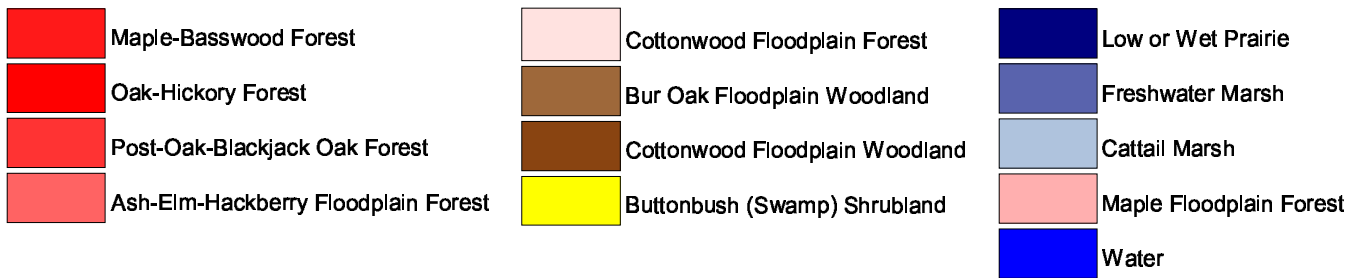 Maple-Basswood Forest
Oak-Hickory Forest
Post-Oak-Blackjack Oak Forest
Ash-Elm-Hackberry Floodplain Forest
Cottonwood Floodplain Forest
Bur Oak Floodplain Woodland
Cottonwood Floodplain Woodland
Buttonbush (Swamp) Shrubland
Low or Wet Prairie
Freshwater Marsh
Cattail Marsh
Maple Floodplain Forest
Water